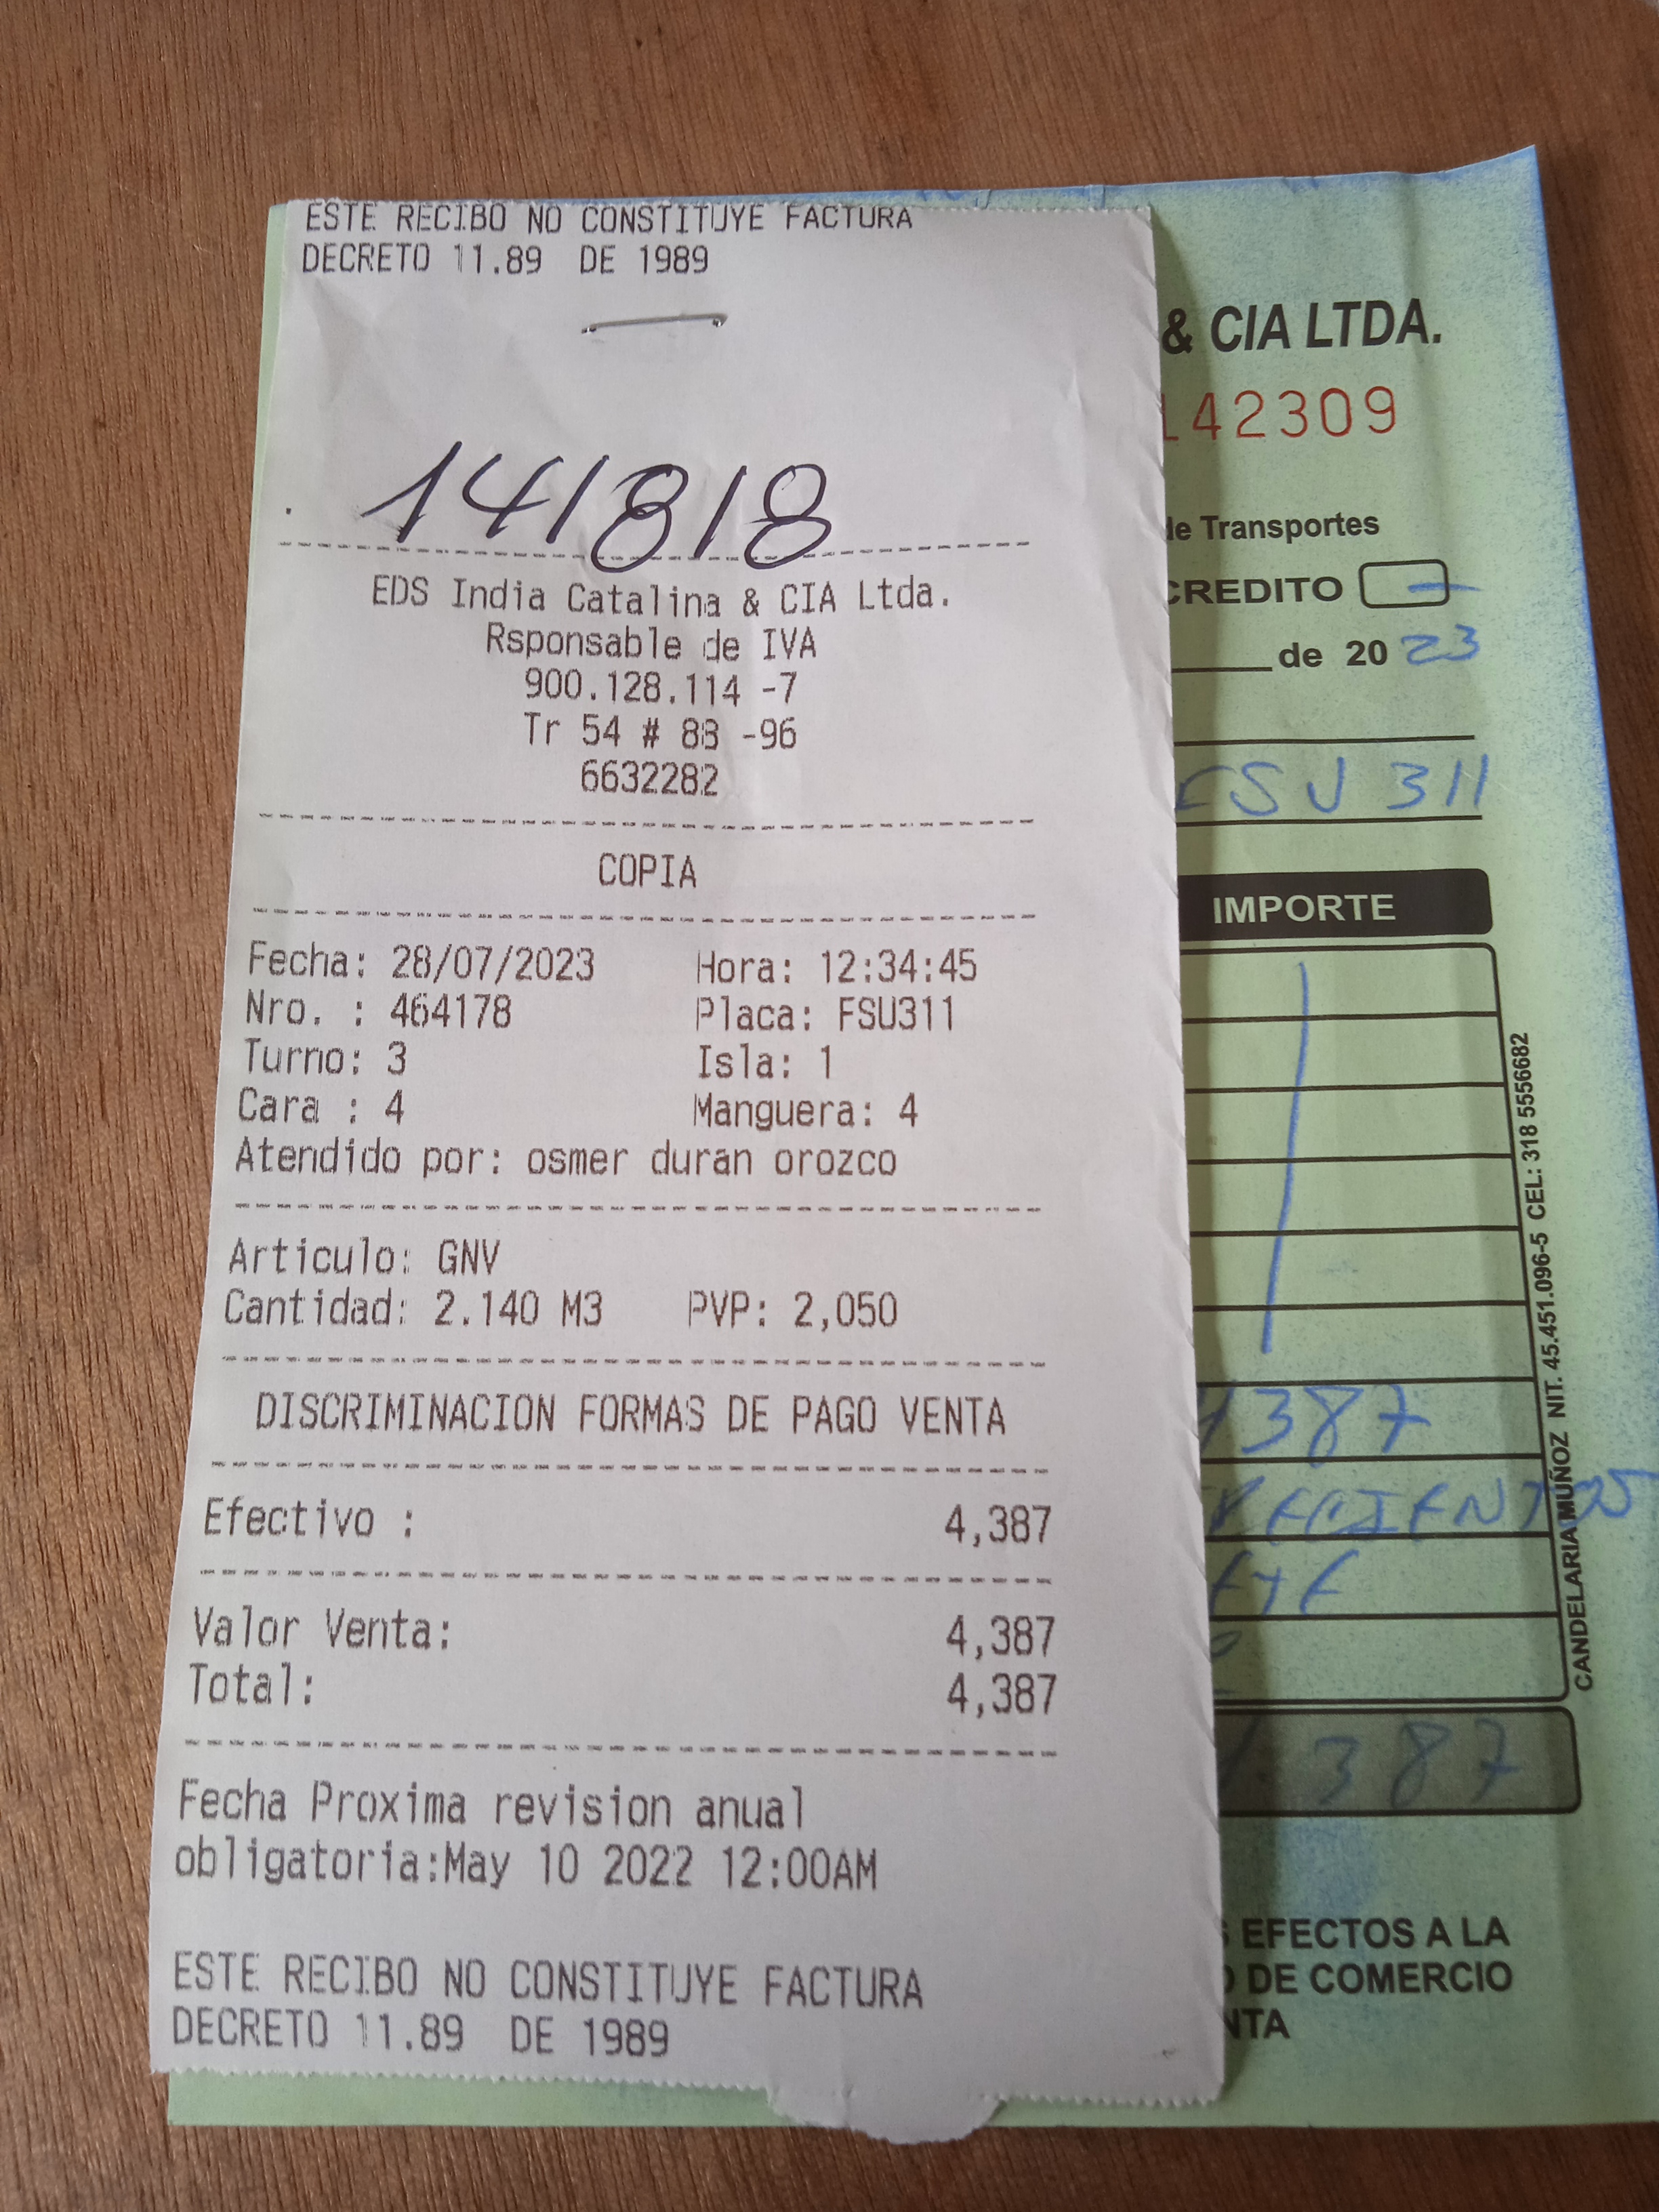 ESTE RECIBO NO CONSTITUYE FACTURA
DECRETO 11.89 DE 1989
141818
EDS India Catalina & CIA Ltda.
Rsponsable de IVA
900.128.114 -7
Tr 54 # 88 -96
6632282
COPIA
Fecha: 28/07/2023 Hora: 12:34:45
Nro. : 464178 Placa: FSU311
Turno: 3 Isla: 1
Cara : 4 Manguera: 4
Atendido por: osmer duran orozco
Articulo: GNV
Cantidad: 2.140 M3 PVP: 2,050
DISCRIMINACION FORMAS DE PAGO VENTA
Efectivo : 4,387
Valor Venta: 4,387
Total: 4,387
Fecha Proxima revision anual
obligatoria:May 10 2022 12:00AM
ESTE RECIBO NO CONSTITUYE FACTURA
DECRETO 11.89 DE 1989
& CIA LTDA.
142309
de Transportes
CREDITO
de 2023
FSU 311
IMPORTE
4387
387
EFECTOS A LA
DE COMERCIO
CANDELARIA MUÑOZ NIT. 45.451.096-5 CEL: 318 5556682